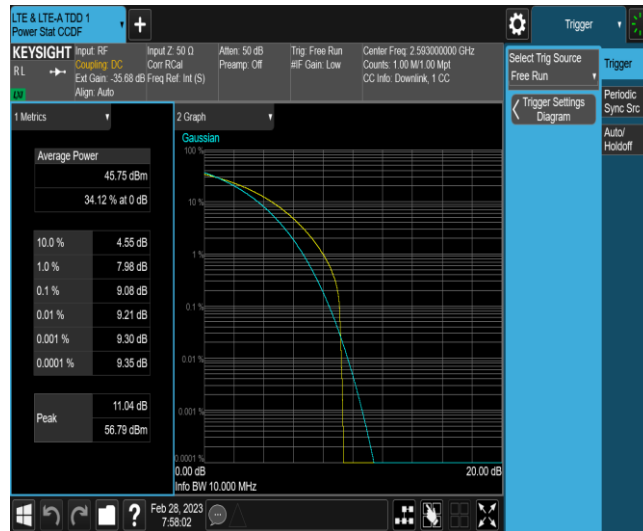 LTE & LTE-A TDD 1
Power Stat CCDF
Trigger
KEYSIGHT
RL
LNI
Input: RF
Coupling: DC
Ext Gain: -35.68 dB
Align: Auto
Input Z: 50 Ω
Corr RCal
Freq Ref: Int (S)
Atten: 50 dB
Preamp: Off
Trig: Free Run
#IF Gain: Low
Center Freq: 2.593000000 GHz
Counts: 1.00 M/1.00 Mpt
CC Info: Downlink, 1 CC
Select Trig Source
Free Run
Trigger Settings
Diagram
Trigger
Periodic
Sync Src
Auto/
Holdoff
1 Metrics
Average Power
45.75 dBm
34.12 % at 0 dB
10.0 % 4.55 dB
1.0 % 7.98 dB
0.1 % 9.08 dB
0.01 % 9.21 dB
0.001 % 9.30 dB
0.0001 % 9.35 dB
Peak
11.04 dB
56.79 dBm
2 Graph
Gaussian
100 %
10 %
1 %
0.1 %
0.01 %
0.001 %
0.0001 %
0.00 dB 20.00 dB
Info BW 10.000 MHz
?
Feb 28, 2023
7:58:02